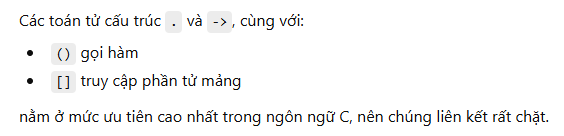 Các toán tử cấu trúc . và ->, cùng với:
• () gọi hàm
• [] truy cập phần tử mảng
nằm ở mức ưu tiên cao nhất trong ngôn ngữ C, nên chúng liên kết rất chặt.